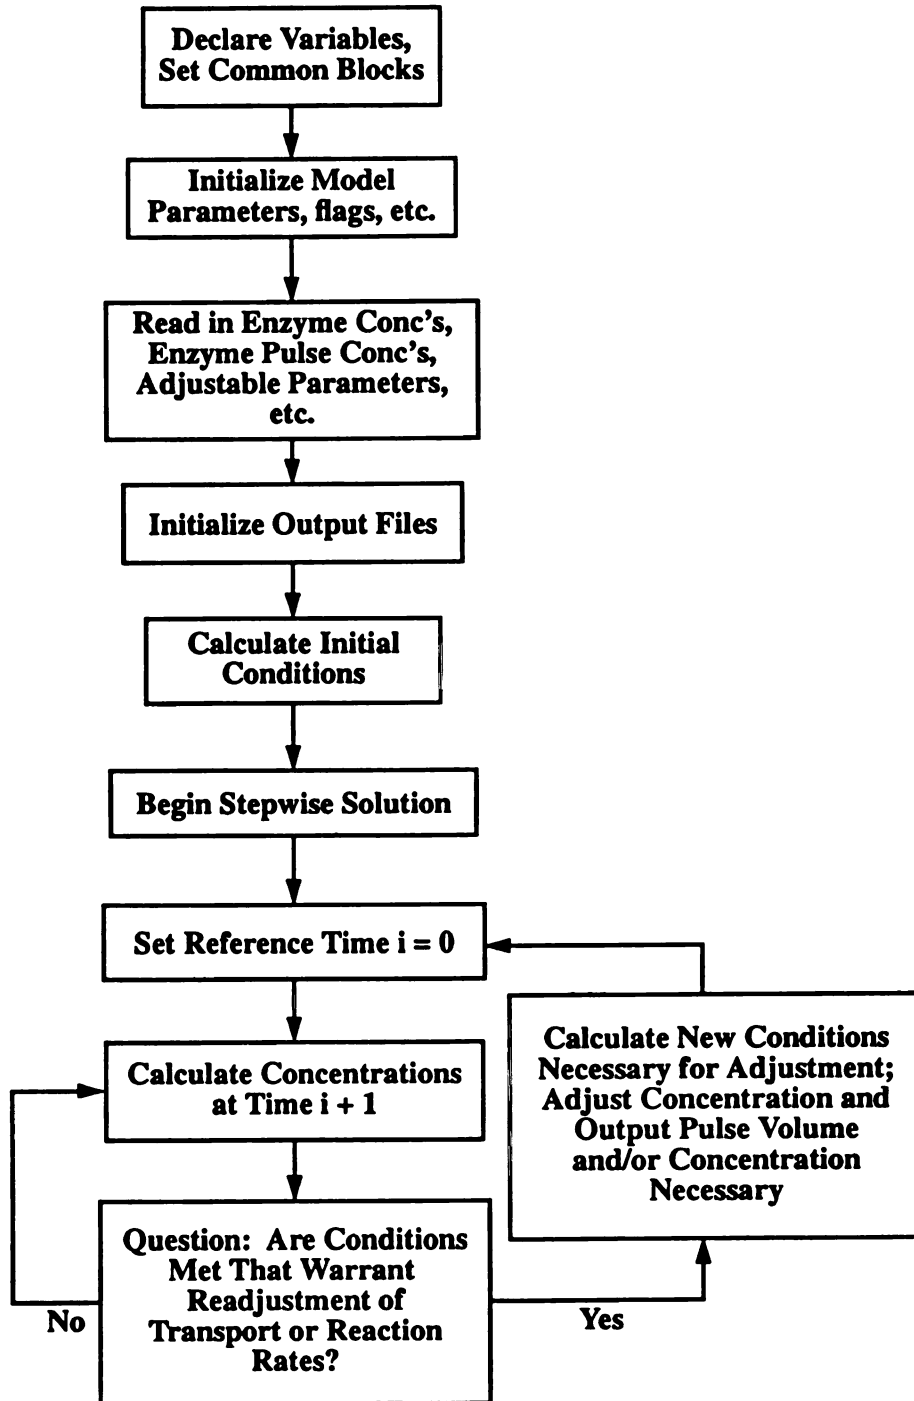 Declare Variables,
Set Common Blocks
Initialize Model
Parameters, flags, etc.
Read in Enzyme Conc's,
Enzyme Pulse Conc's,
Adjustable Parameters,
etc.
Initialize Output Files
Calculate Initial
Conditions
Begin Stepwise Solution
Set Reference Time i = 0
Calculate Concentrations
at Time i + 1
Calculate New Conditions
Necessary for Adjustment;
Adjust Concentration and
Output Pulse Volume
and/or Concentration
Necessary
Question: Are Conditions
Met That Warrant
Readjustment of
Transport or Reaction
Rates?
No
Yes